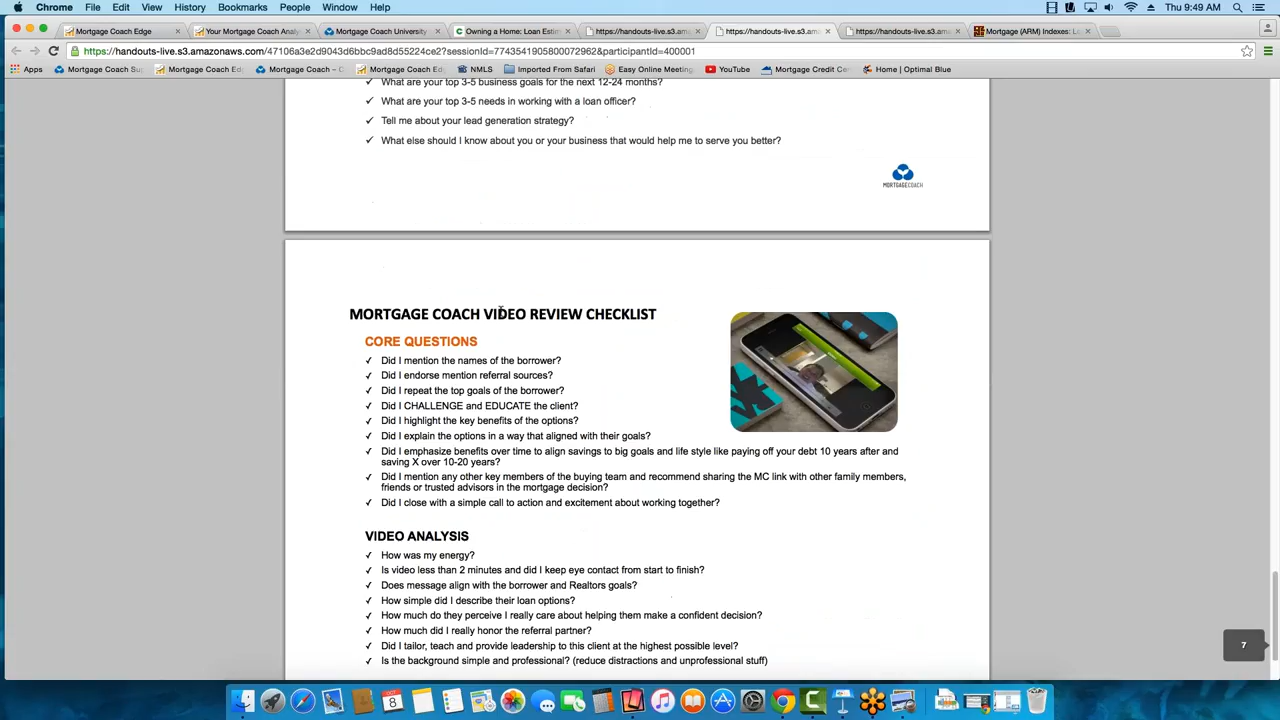 Chrome File Edit View History Bookmarks People Window Help Thu 9:49 AM
Mortgage Coach Edge
Your Mortgage Coach Analy
Mortgage Coach University
Owning a Home: Loan Estim
https://handouts-live.s3.ama
https://handouts-live.s3.ama
https://handouts-live.s3.ama
Mortgage (ARM) Indexes: Lo
https://handouts-live.s3.amazonaws.com/47106a3e2d9043d6bbc9ad8d55224ce2?sessionId=7743541905800072962&participantId=400001
Apps Mortgage Coach Sup Mortgage Coach Ed Mortgage Coach – C Mortgage Coach Ed NMLS Imported From Safari Easy Online Meeting YouTube Mortgage Credit Ce Home | Optimal Blue
✓ What are your top 3-5 business goals for the next 12-24 months?
✓ What are your top 3-5 needs in working with a loan officer?
✓ Tell me about your lead generation strategy?
✓ What else should I know about you or your business that would help me to serve you better?
MORTGAGECOACH
MORTGAGE COACH VIDEO REVIEW CHECKLIST
CORE QUESTIONS
✓ Did I mention the names of the borrower?
✓ Did I endorse mention referral sources?
✓ Did I repeat the top goals of the borrower?
✓ Did I CHALLENGE and EDUCATE the client?
✓ Did I highlight the key benefits of the options?
✓ Did I explain the options in a way that aligned with their goals?
✓ Did I emphasize benefits over time to align savings to big goals and life style like paying off your debt 10 years after and
saving X over 10-20 years?
✓ Did I mention any other key members of the buying team and recommend sharing the MC link with other family members,
friends or trusted advisors in the mortgage decision?
✓ Did I close with a simple call to action and excitement about working together?
VIDEO ANALYSIS
✓ How was my energy?
✓ Is video less than 2 minutes and did I keep eye contact from start to finish?
✓ Does message align with the borrower and Realtors goals?
✓ How simple did I describe their loan options?
✓ How much do they perceive I really care about helping them make a confident decision?
✓ How much did I really honor the referral partner?
✓ Did I tailor, teach and provide leadership to this client at the highest possible level?
✓ Is the background simple and professional? (reduce distractions and unprofessional stuff)
7
8